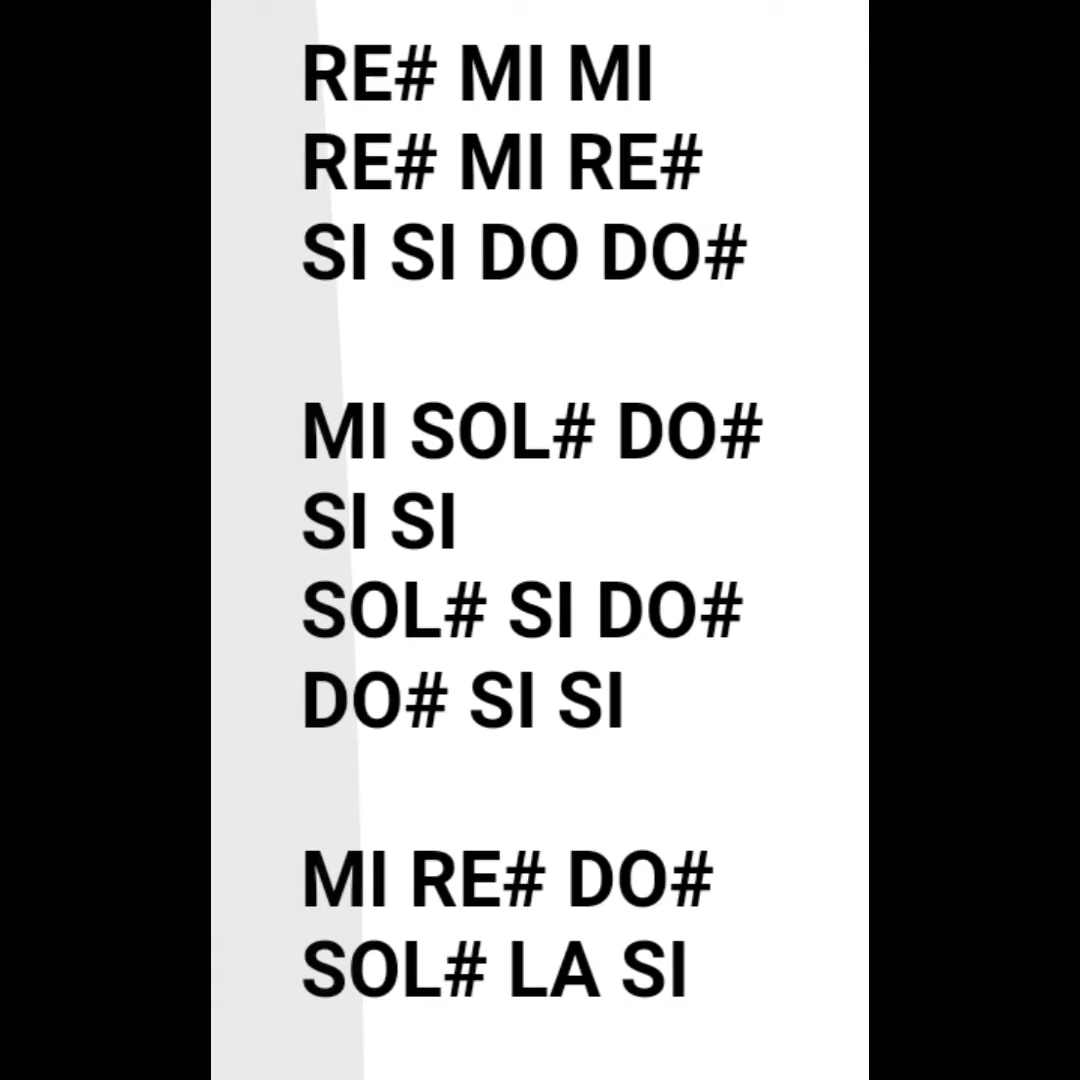 RE# MI MI
RE# MI RE#
SI SI DO DO#
MI SOL# DO#
SI SI
SOL# SI DO#
DO# SI SI
MI RE# DO#
SOL# LA SI